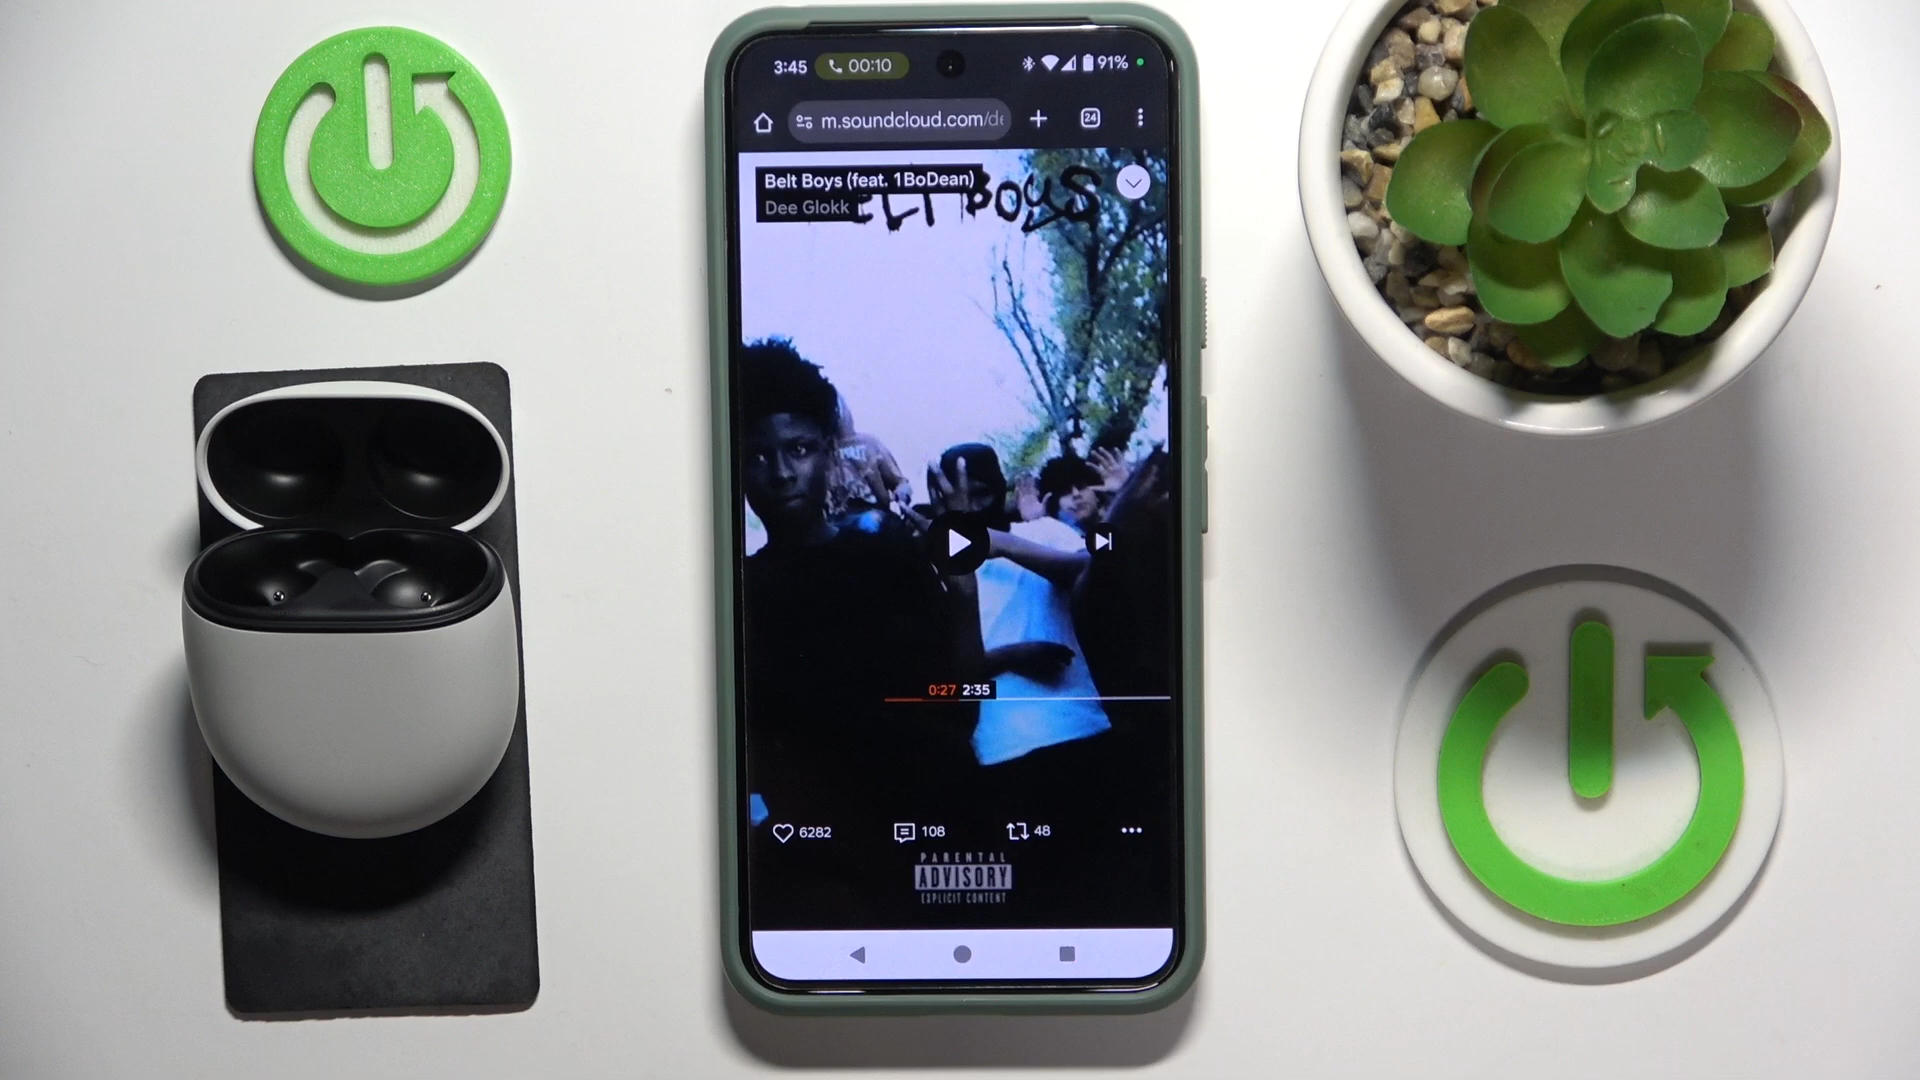 3:45 00:10 91%
m.soundcloud.com/de 24
Belt Boys (feat. 1BoDean)
Dee Glokk
BOYS
0:27 2:35
6282 108 48
PARENTAL
ADVISORY
EXPLICIT CONTENT